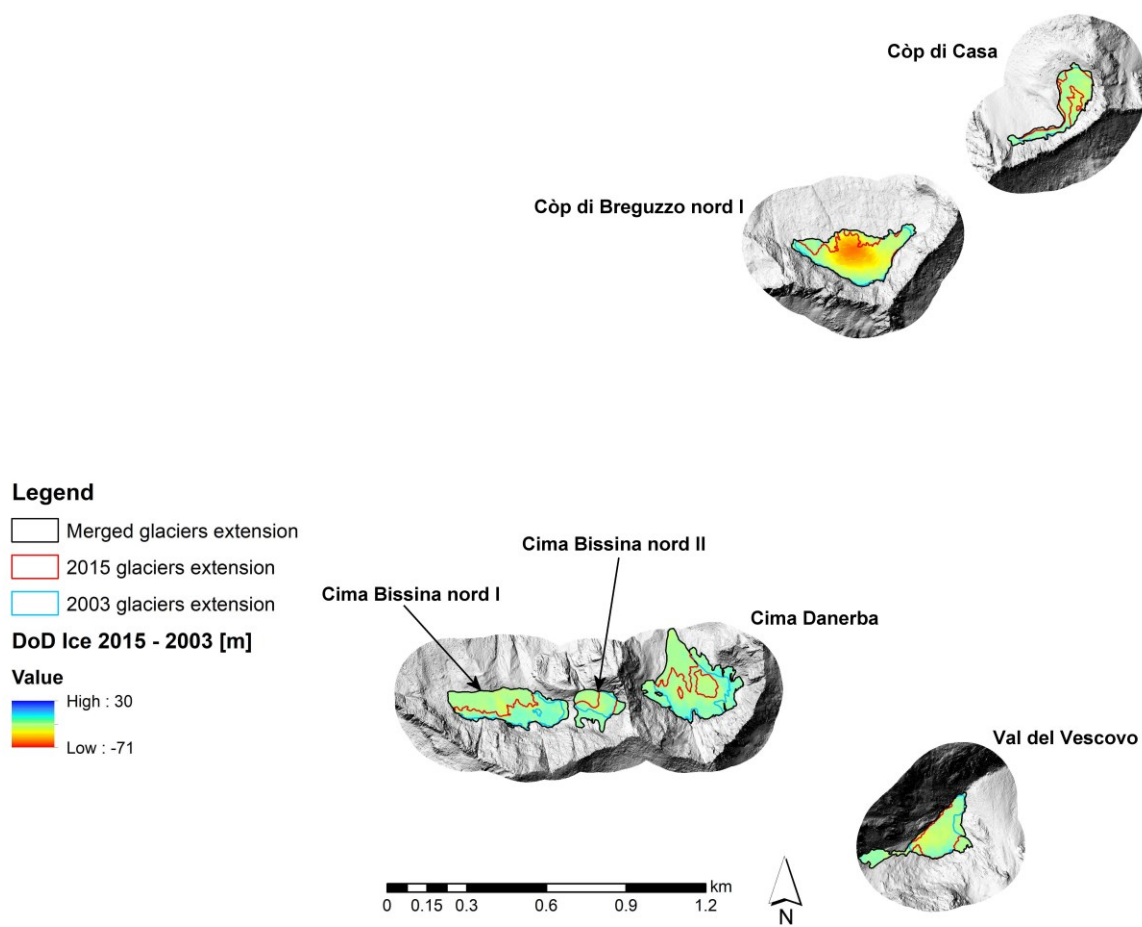 Còp di Casa
Còp di Breguzzo nord I
Legend
Merged glaciers extension
2015 glaciers extension
2003 glaciers extension
DoD Ice 2015 - 2003 [m]
Value
High : 30
Low : -71
Cima Bissina nord II
Cima Bissina nord I
Cima Danerba
Val del Vescovo
km
0 0.15 0.3 0.6 0.9 1.2
N